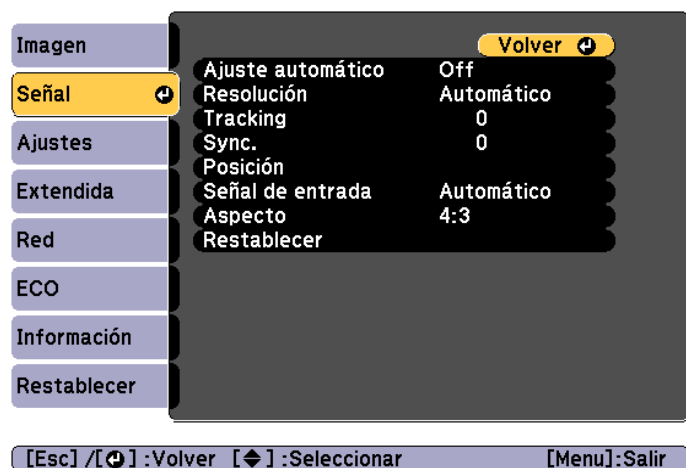 Imagen
Señal
Ajustes
Extendida
Red
ECO
Información
Restablecer
Volver
Ajuste automático Off
Resolución Automático
Tracking 0
Sync. 0
Posición
Señal de entrada Automático
Aspecto 4:3
Restablecer
[Esc] /[ ] :Volver [ ] :Seleccionar [Menu]:Salir